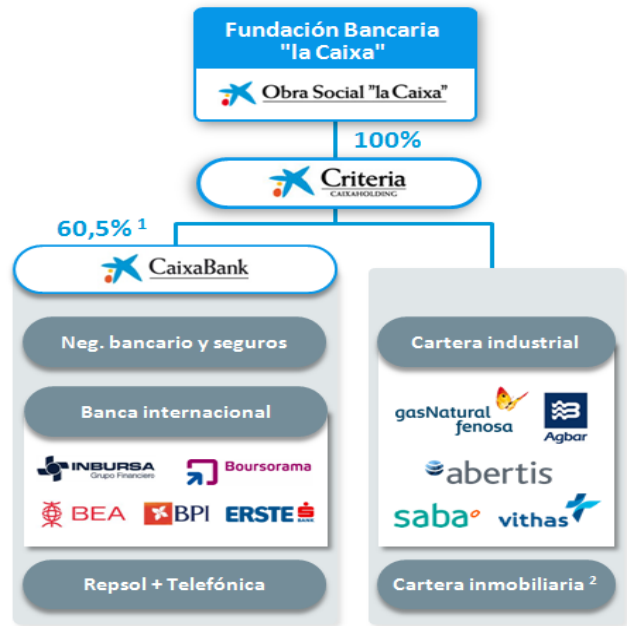 Fundación Bancaria
"la Caixa"
Obra Social "la Caixa"
100%
Criteria
CAIXAHOLDING
60,5% 1
CaixaBank
Neg. bancario y seguros
Banca internacional
INBURSA
Grupo Financiero
Boursorama
BEA
BPI
ERSTE
BANK
Repsol + Telefónica
Cartera industrial
gasNatural
fenosa
Agbar
abertis
saba
vithas
Cartera inmobiliaria 2